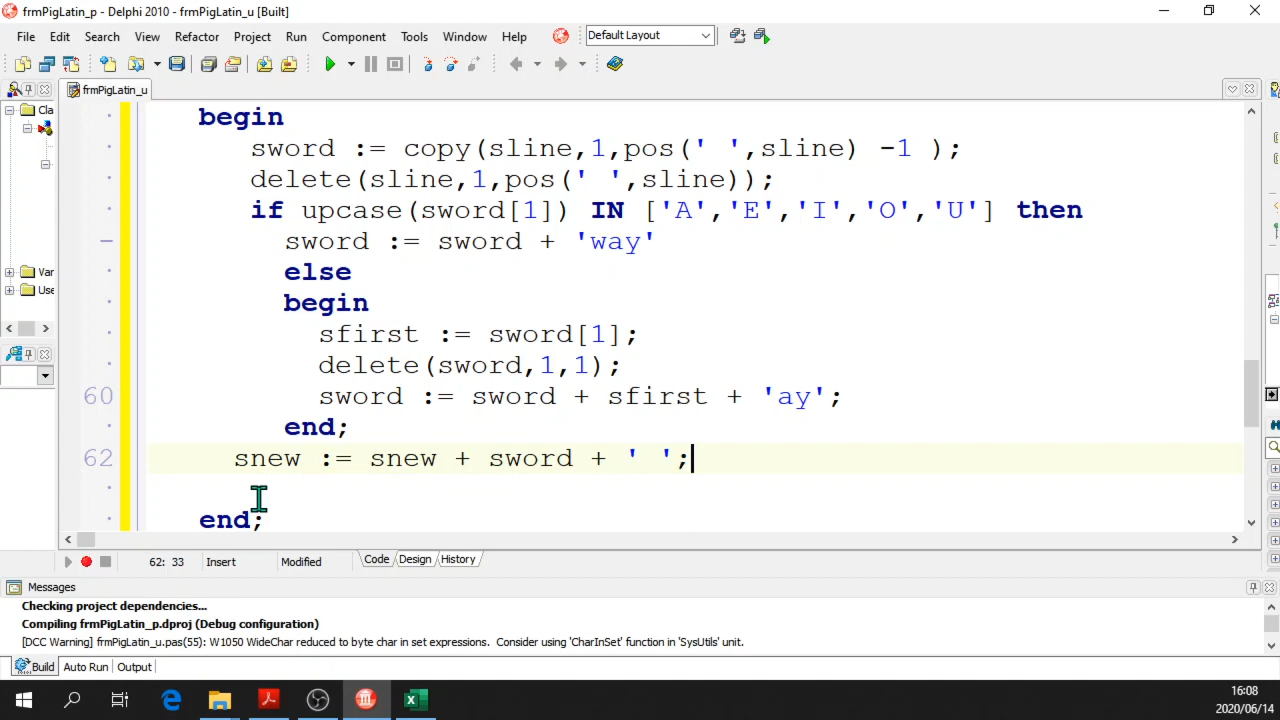 frmPigLatin_p - Delphi 2010 - frmPigLatin_u [Built]
File Edit Search View Refactor Project Run Component Tools Window Help Default Layout
frmPigLatin_u
Cla
Var
Use
begin
sword := copy(sline,1,pos(' ',sline) -1 );
delete(sline,1,pos(' ',sline));
if upcase(sword[1]) IN ['A','E','I','O','U'] then
sword := sword + 'way'
else
begin
sfirst := sword[1];
delete(sword,1,1);
60 sword := sword + sfirst + 'ay';
end;
62 snew := snew + sword + ' ';
end;
62: 33 Insert Modified Code Design History
Messages
Checking project dependencies...
Compiling frmPigLatin_p.dproj (Debug configuration)
[DCC Warning] frmPigLatin_u.pas(55): W1050 WideChar reduced to byte char in set expressions. Consider using 'CharInSet' function in 'SysUtils' unit.
Build Auto Run Output
16:08
2020/06/14